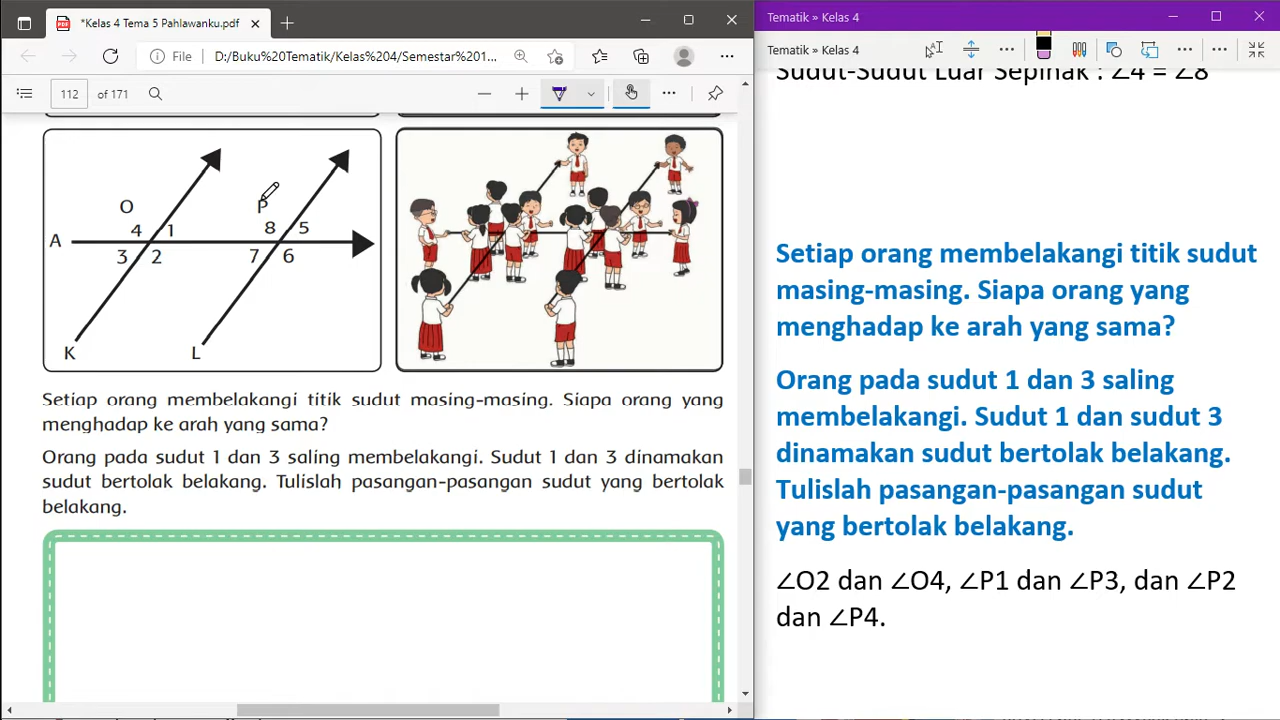 *Kelas 4 Tema 5 Pahlawanku.pdf
File D:/Buku%20Tematik/Kelas%204/Semestar%201...
112 of 171
O P
4 1 8 5
A
3 2 7 6
K L
Setiap orang membelakangi titik sudut masing-masing. Siapa orang yang
menghadap ke arah yang sama?
Orang pada sudut 1 dan 3 saling membelakangi. Sudut 1 dan 3 dinamakan
sudut bertolak belakang. Tulislah pasangan-pasangan sudut yang bertolak
belakang.
Tematik » Kelas 4
Tematik » Kelas 4
Sudut-Sudut Luar Sepihak : ∠4 = ∠8
Setiap orang membelakangi titik sudut
masing-masing. Siapa orang yang
menghadap ke arah yang sama?
Orang pada sudut 1 dan 3 saling
membelakangi. Sudut 1 dan sudut 3
dinamakan sudut bertolak belakang.
Tulislah pasangan-pasangan sudut
yang bertolak belakang.
∠O2 dan ∠O4, ∠P1 dan ∠P3, dan ∠P2
dan ∠P4.